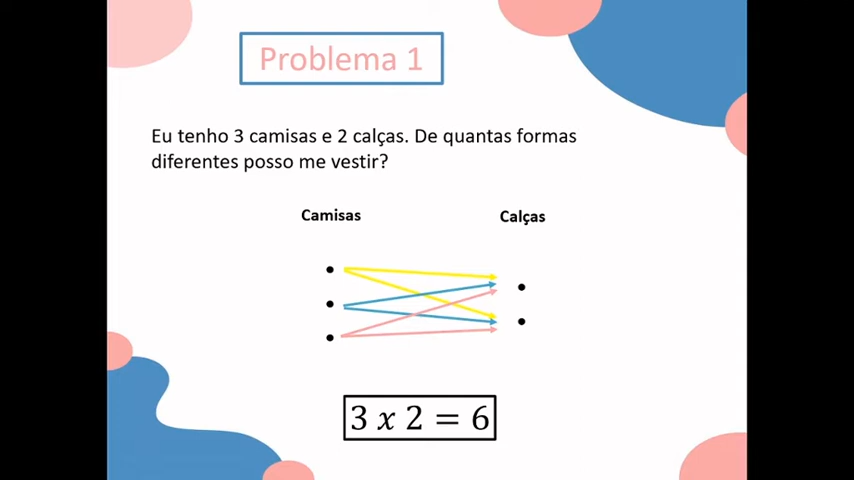 Problema 1
Eu tenho 3 camisas e 2 calças. De quantas formas
diferentes posso me vestir?
Camisas
Calças
3 x 2 = 6